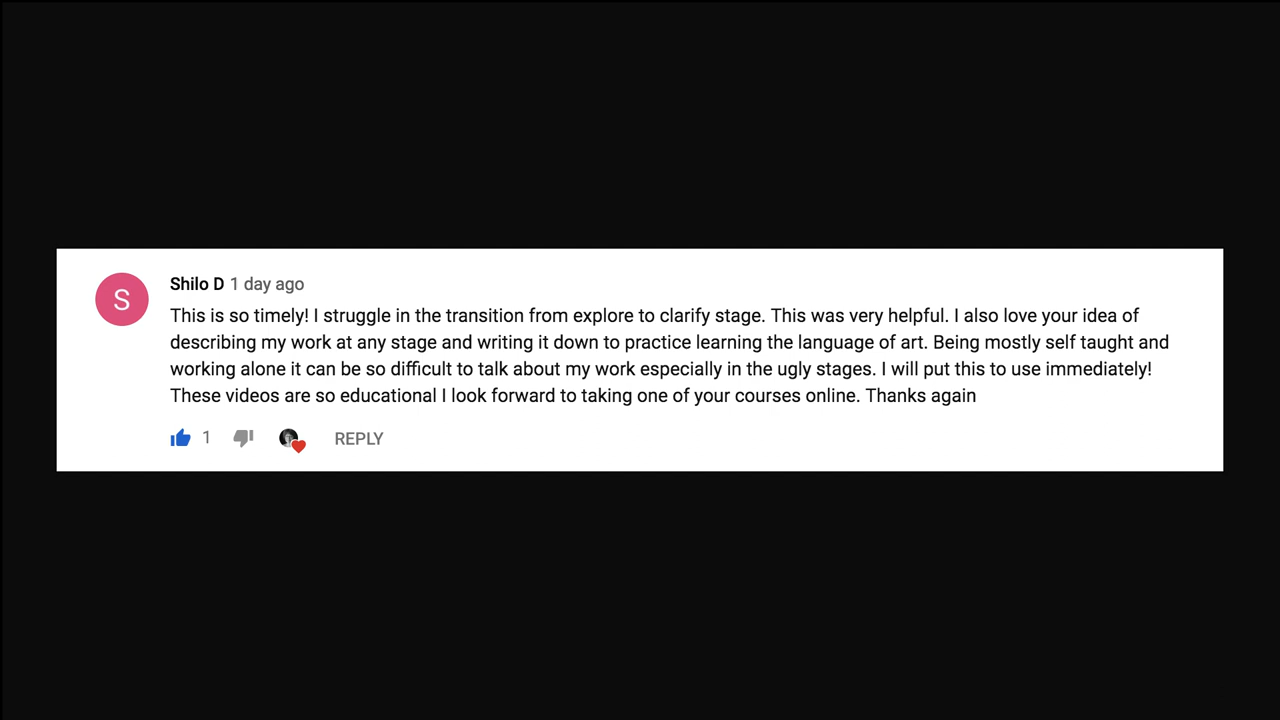 S
Shilo D 1 day ago
This is so timely! I struggle in the transition from explore to clarify stage. This was very helpful. I also love your idea of
describing my work at any stage and writing it down to practice learning the language of art. Being mostly self taught and
working alone it can be so difficult to talk about my work especially in the ugly stages. I will put this to use immediately!
These videos are so educational I look forward to taking one of your courses online. Thanks again
1 REPLY